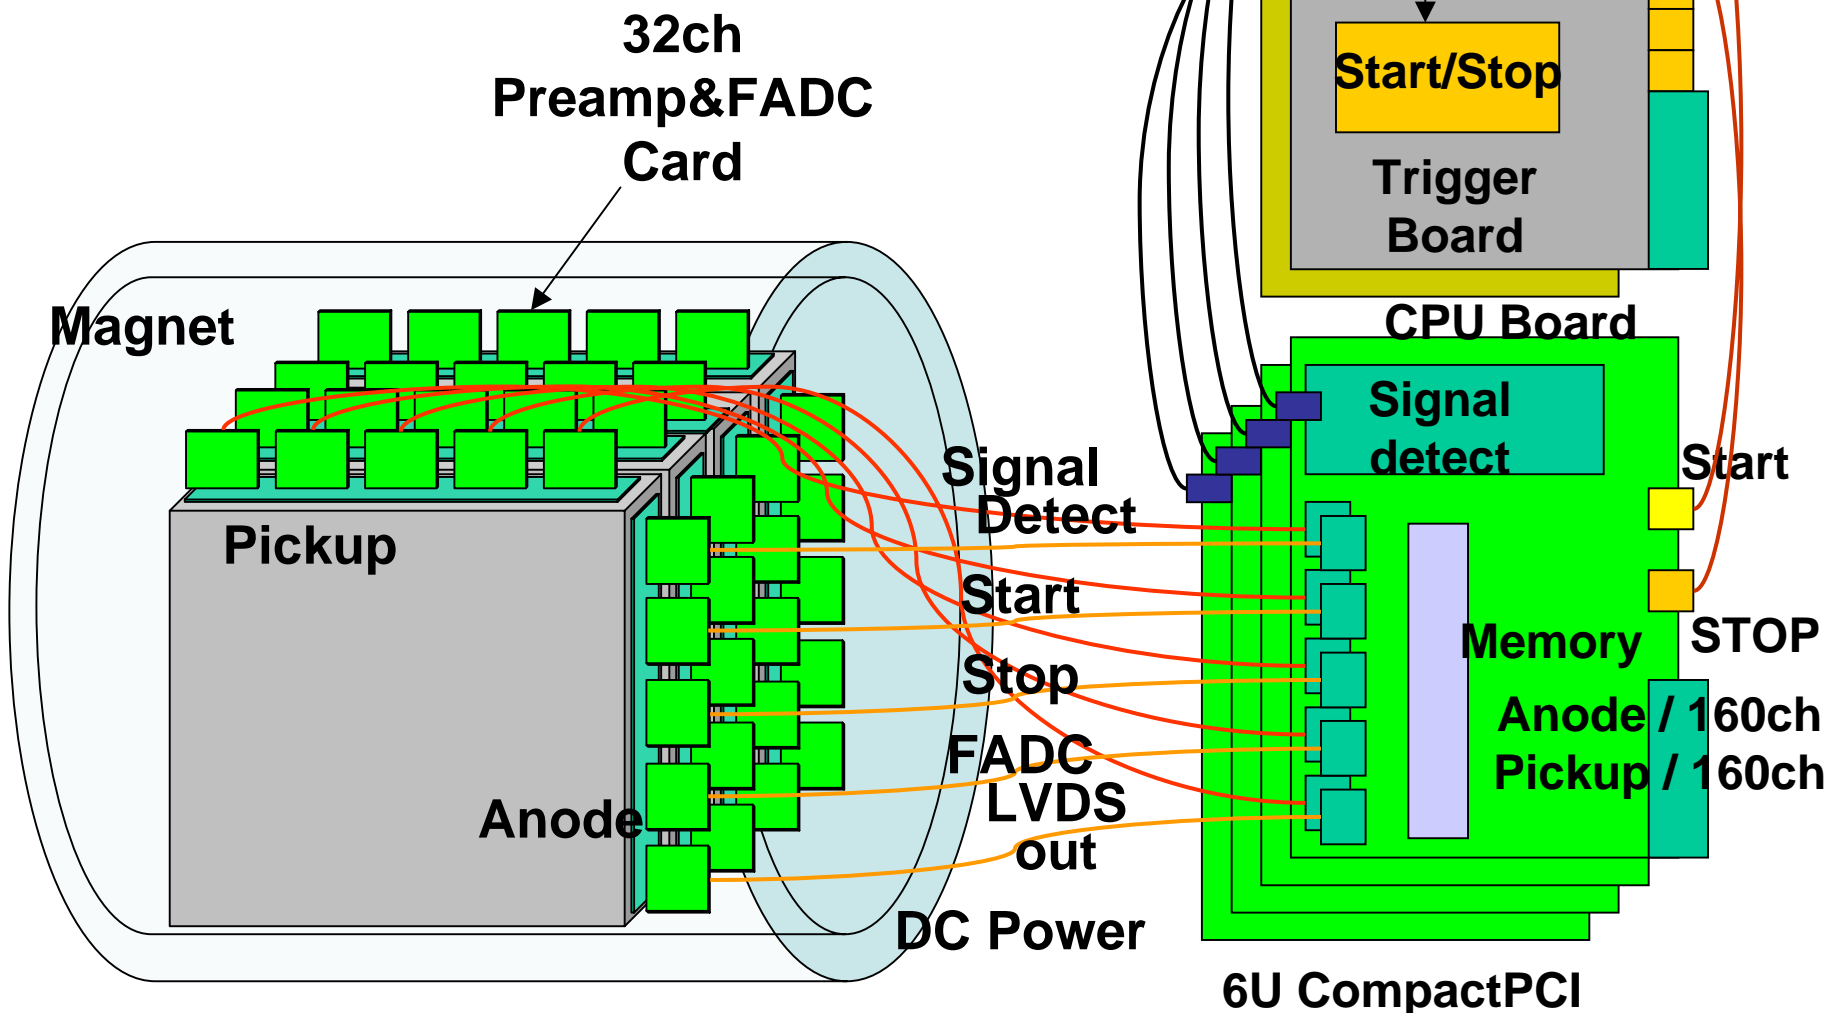 32ch
Preamp&FADC
Card
Start/Stop
Trigger
Board
Magnet
CPU Board
Signal
detect
Signal
Detect
Start
Pickup
Start
STOP
Memory
Stop
Anode / 160ch
FADC
Pickup / 160ch
LVDS
Anode
out
DC Power
6U CompactPCI